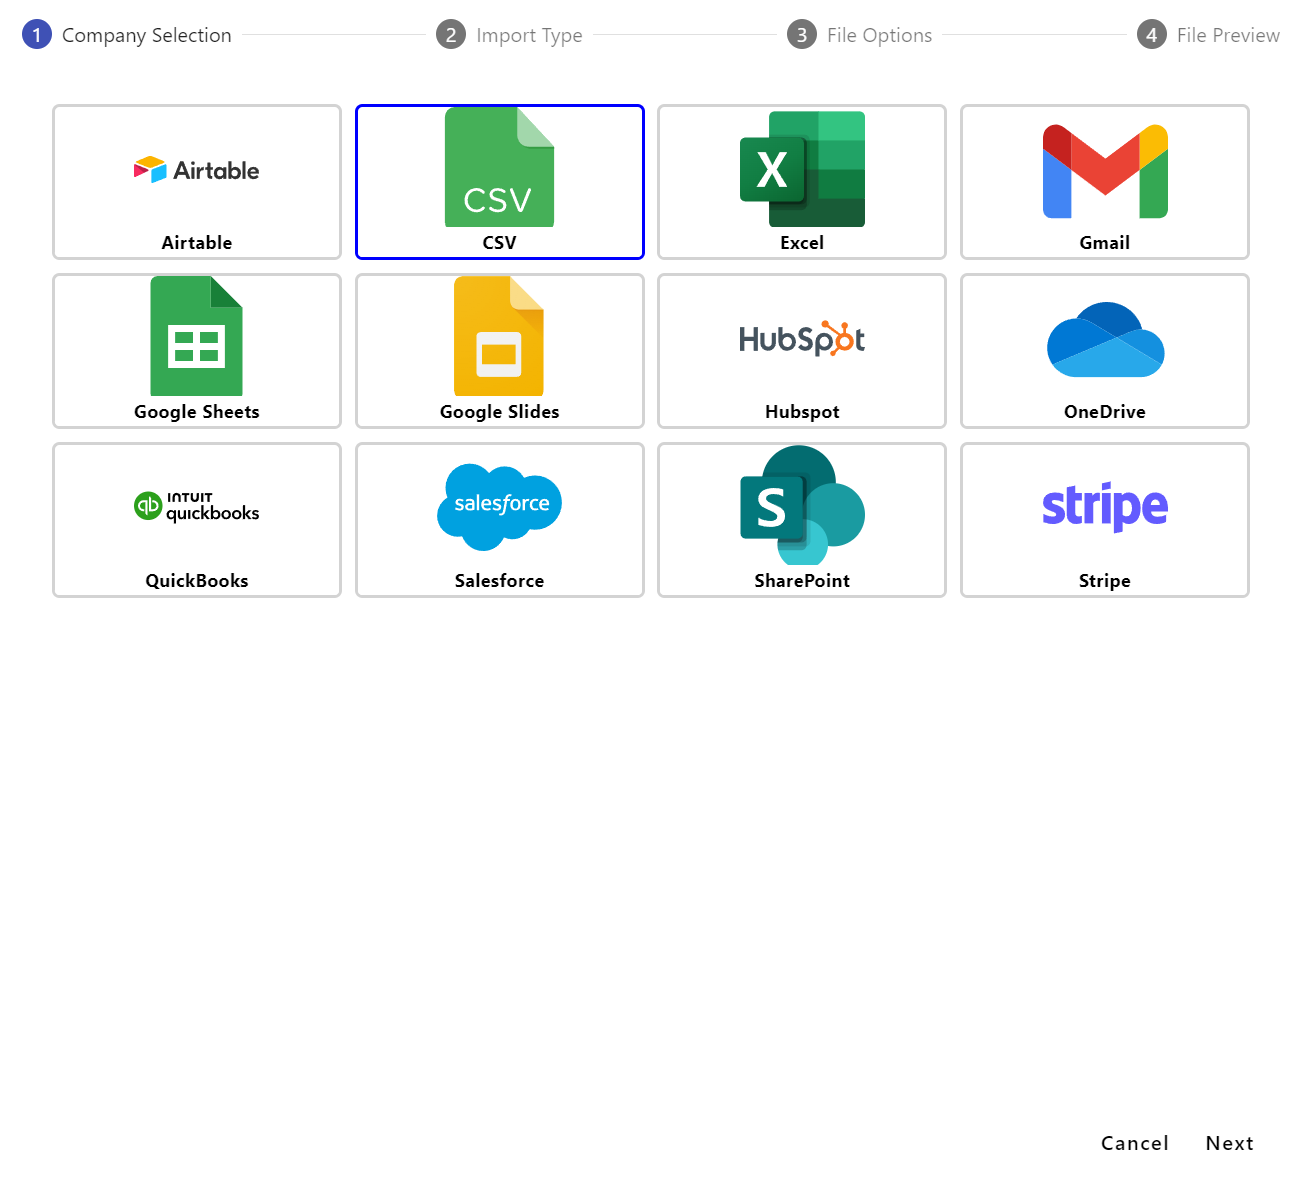 1 Company Selection 2 Import Type 3 File Options 4 File Preview
Airtable CSV X
Airtable CSV Excel Gmail
HubSpot
Google Sheets Google Slides Hubspot OneDrive
qb INTUIT quickbooks salesforce S stripe
QuickBooks Salesforce SharePoint Stripe
Cancel Next